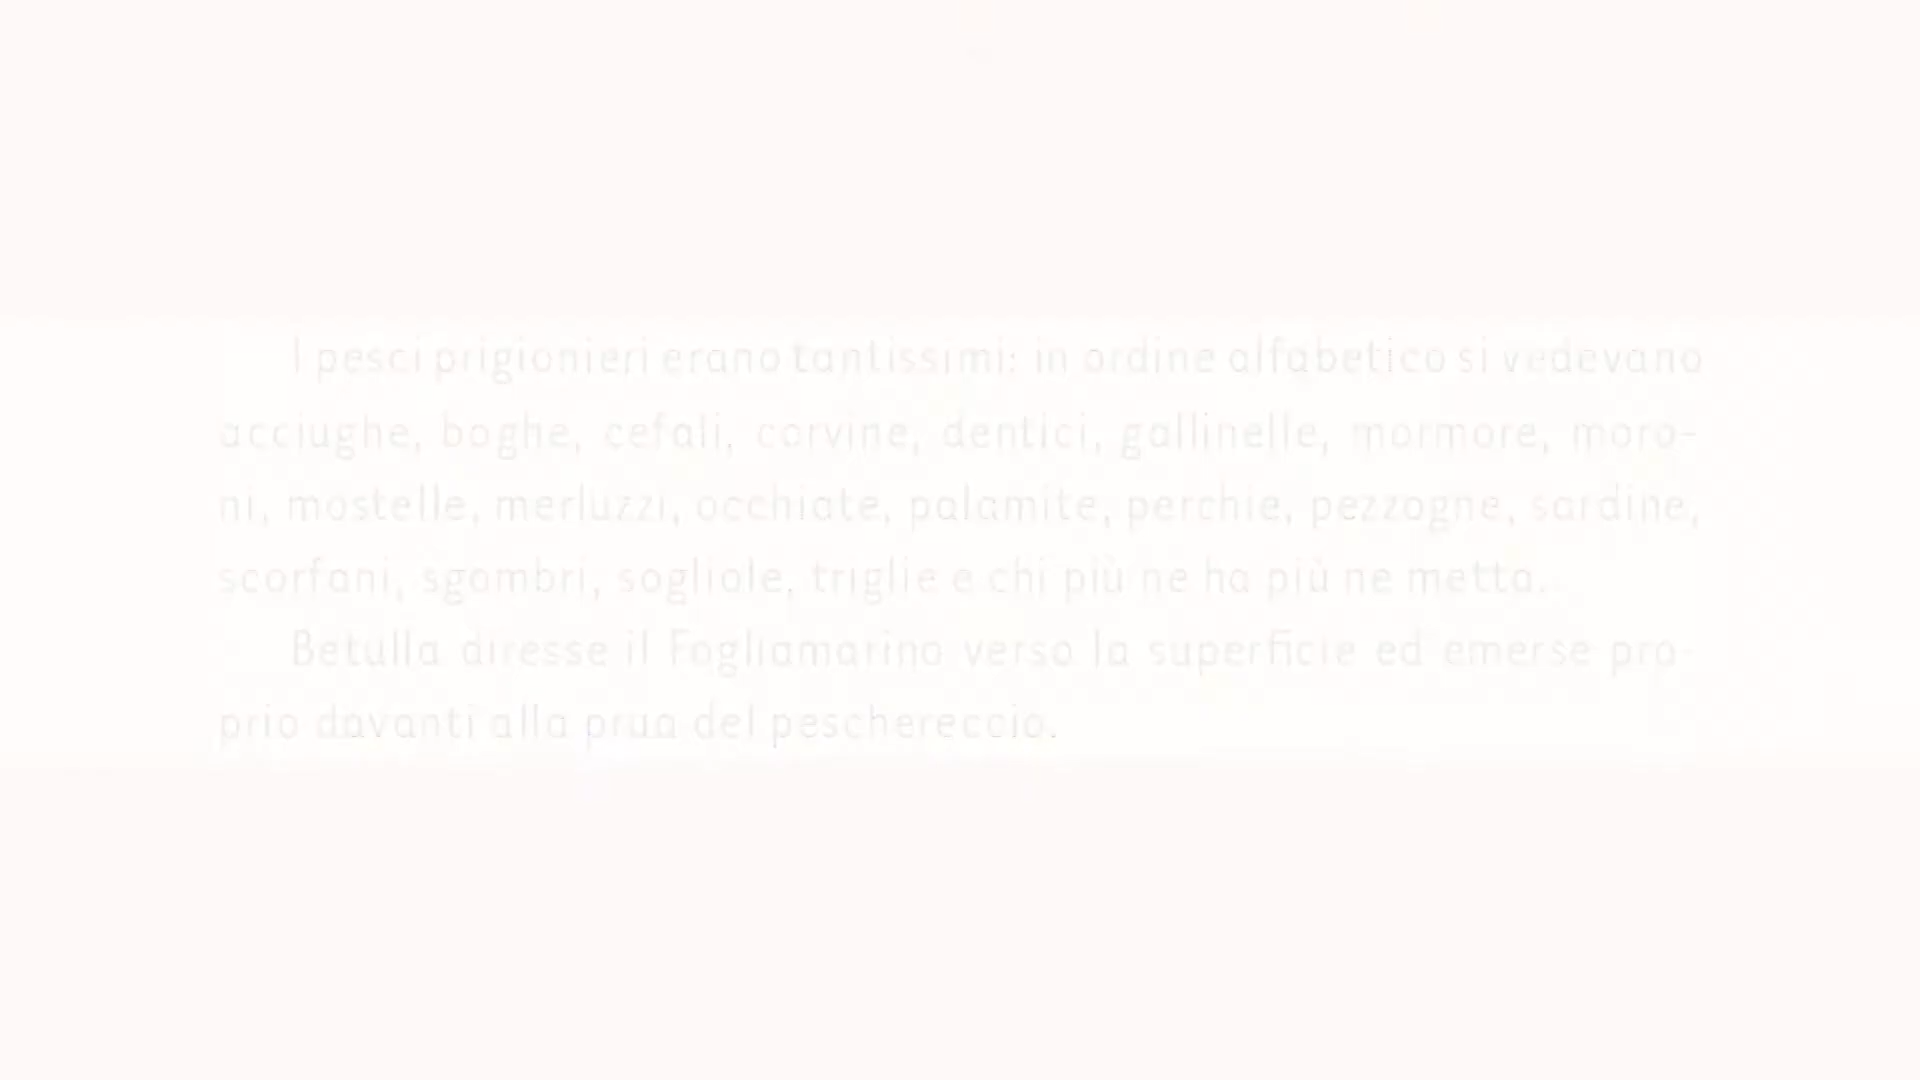 I pesci prigionieri erano tantissimi: in ordine alfabetico si vedevano
acciughe, boghe, cefali, corvine, dentici, gallinelle, mormore, moro-
ni, mostelle, merluzzi, occhiate, palamite, perchie, pezzogne, sardine,
scorfani, sgombri, sogliole, triglie e chi più ne ha più ne metta.
Betulla diresse il Fogliamarino verso la superficie ed emerse pro-
prio davanti alla prua del peschereccio.